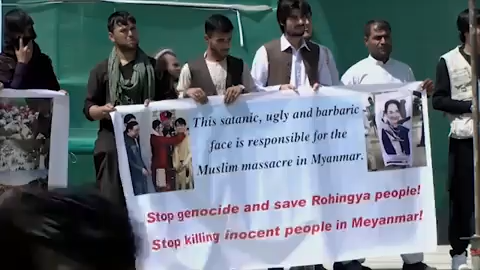 This satanic, ugly and barbaric
face is responsible for the
Muslim massacre in Myanmar.
Stop genocide and save Rohingya people!
Stop killing inocent people in Meyanmar!